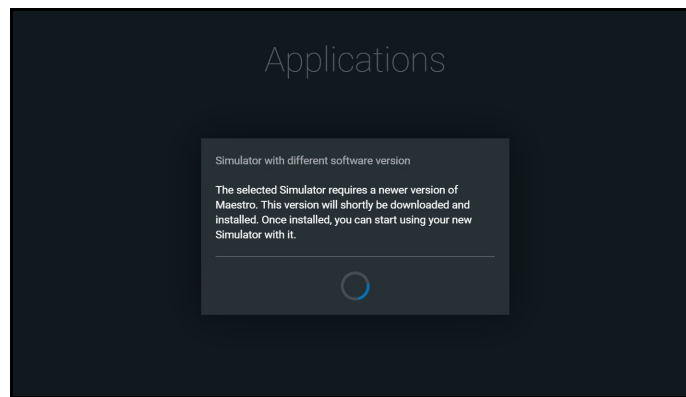 Applications
Simulator with different software version
The selected Simulator requires a newer version of
Maestro. This version will shortly be downloaded and
installed. Once installed, you can start using your new
Simulator with it.